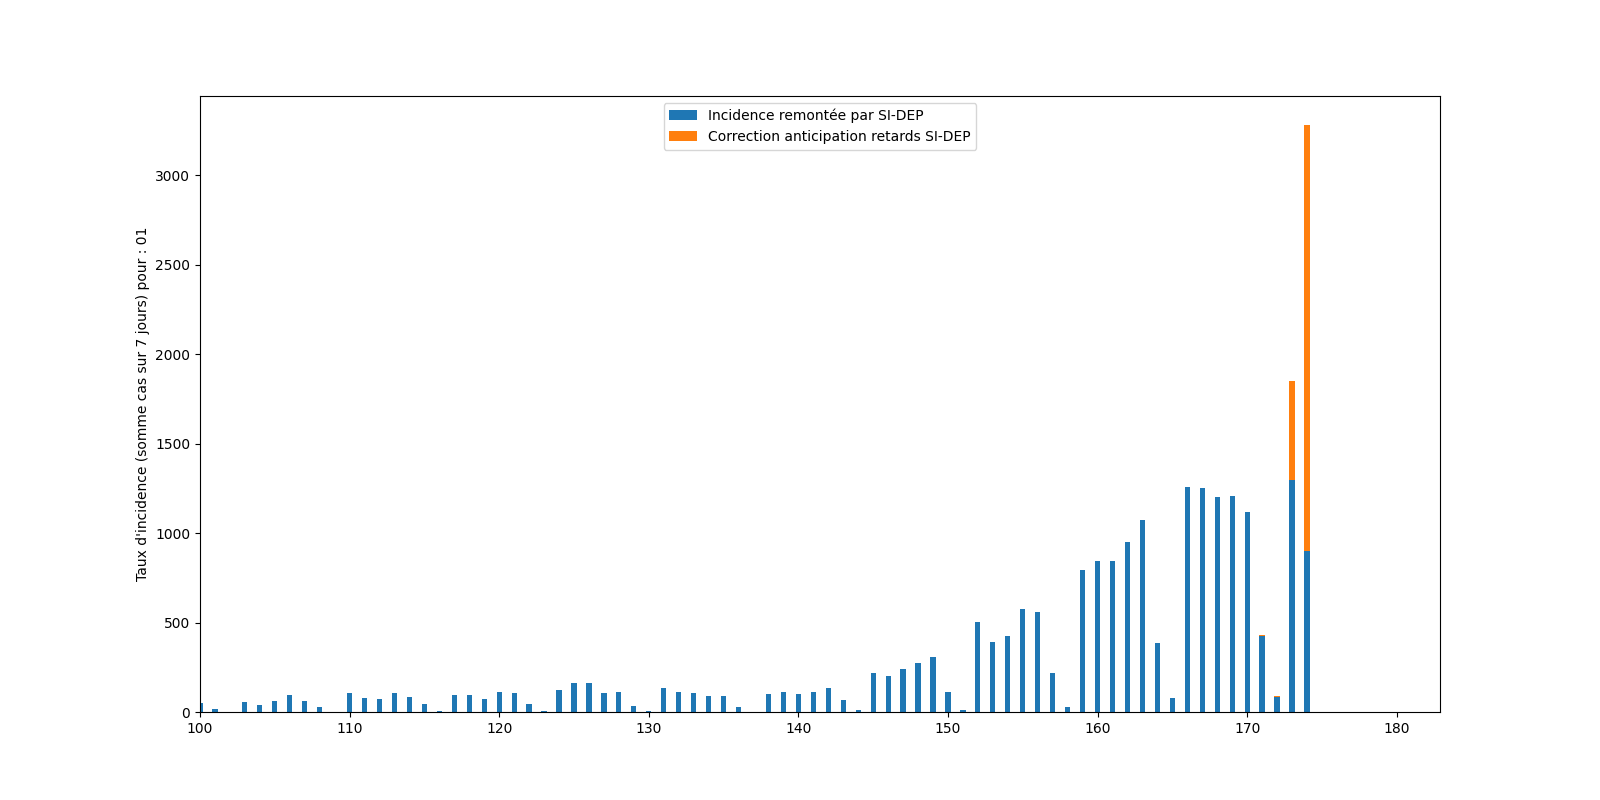 Incidence remontée par SI-DEP
Correction anticipation retards SI-DEP
Taux d'incidence (somme cas sur 7 jours) pour : 01
3000
2500
2000
1500
1000
500
0
100 110 120 130 140 150 160 170 180